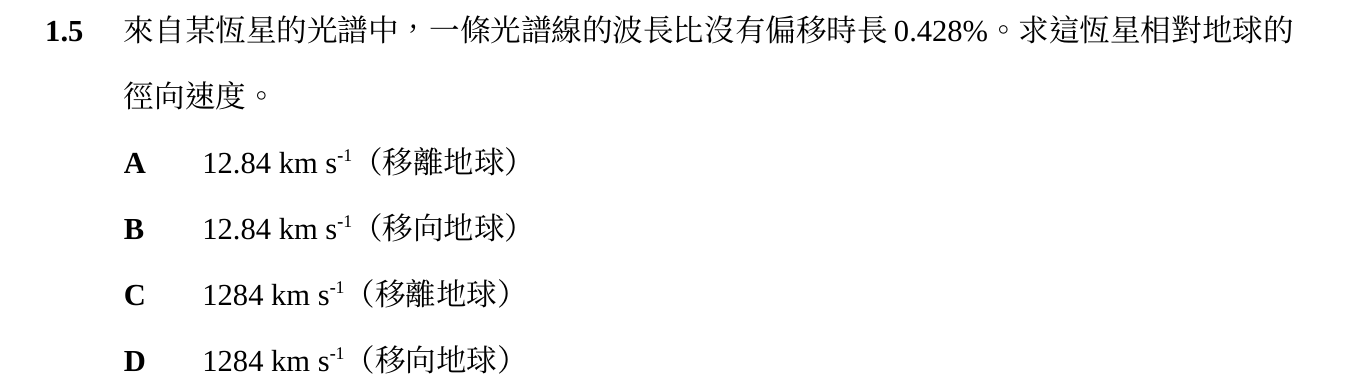 1.5 來自某恆星的光譜中，一條光譜線的波長比沒有偏移時長 0.428%。求這恆星相對地球的
徑向速度。
A 12.84 km s⁻¹（移離地球）
B 12.84 km s⁻¹（移向地球）
C 1284 km s⁻¹（移離地球）
D 1284 km s⁻¹（移向地球）